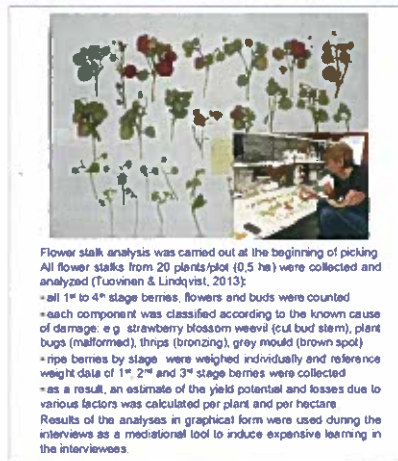 Flower stalk analysis was carried out at the beginning of picking
All flower stalks from 20 plants/plot (0,5 ha) were collected and
analyzed (Tuovinen & Lindqvist, 2013):
▪all 1st to 4th stage berries, flowers and buds were counted
▪each component was classified according to the known cause
of damage: e g strawberry blossom weevil (cut bud stem), plant
bugs (malformed), thrips (bronzing), grey mould (brown spot)
▪ripe berries by stage were weighed individually and reference
weight data of 1st, 2nd and 3rd stage berries were collected
▪as a result, an estimate of the yield potential and losses due to
various factors was calculated per plant and per hectare
Results of the analyses in graphical form were used during the
interviews as a mediational tool to induce expensive learning in
the interviewees.